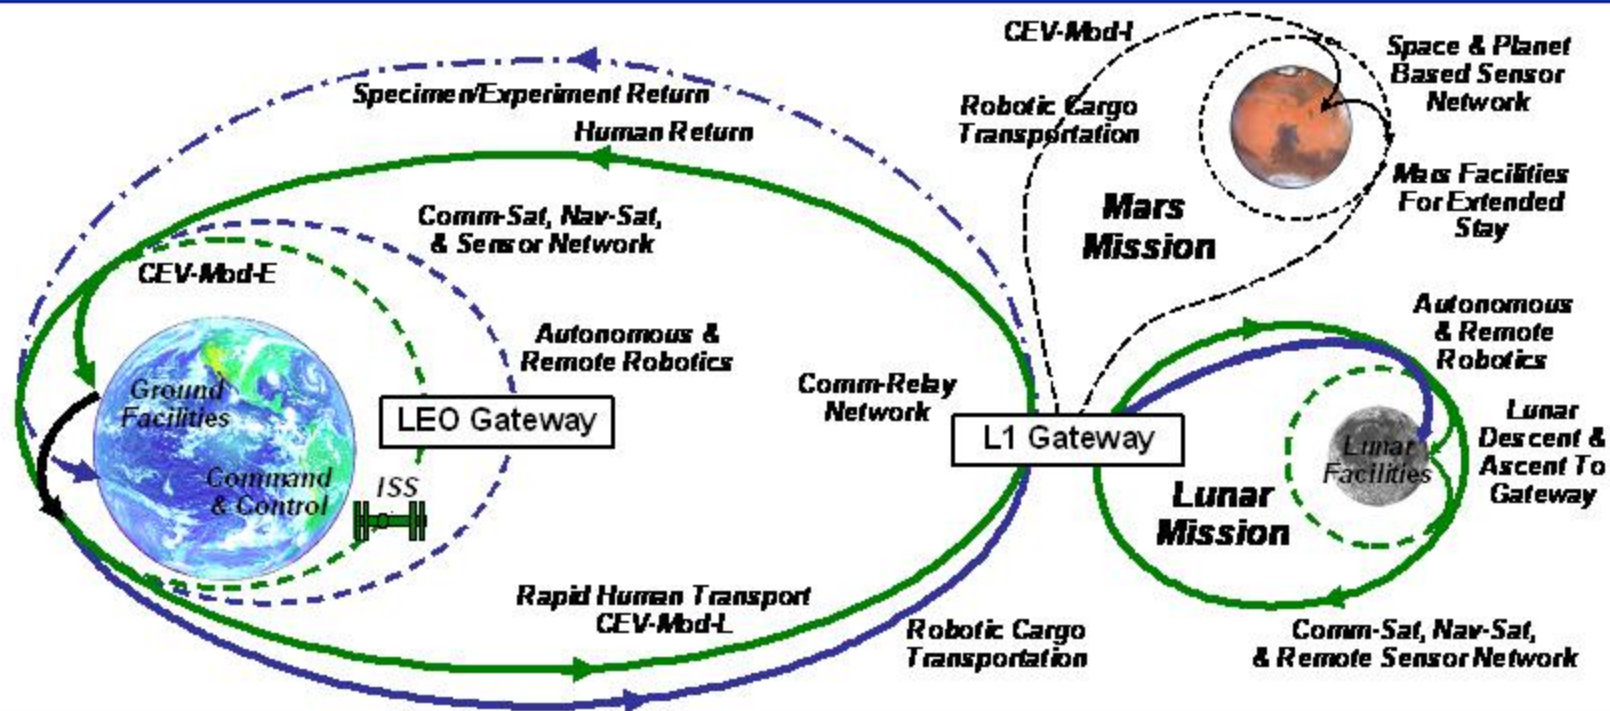 CEV-Mod-I
Space & Planet
Based Sensor
Network
Specimen/Experiment Return
Robotic Cargo
Transportation
Human Return
Mars Facilities
For Extended
Stay
Mars
Mission
Comm-Sat, Nav-Sat,
& Sensor Network
CEV-Mod-E
Autonomous &
Remote Robotics
Autonomous
& Remote
Robotics
Comm-Relay
Network
Ground
Facilities
LEO Gateway
L1 Gateway
Lunar
Facilities
Lunar
Descent &
Ascent To
Gateway
Command
& Control
ISS
Lunar
Mission
Rapid Human Transport
CEV-Mod-L
Robotic Cargo
Transportation
Comm-Sat, Nav-Sat,
& Remote Sensor Network